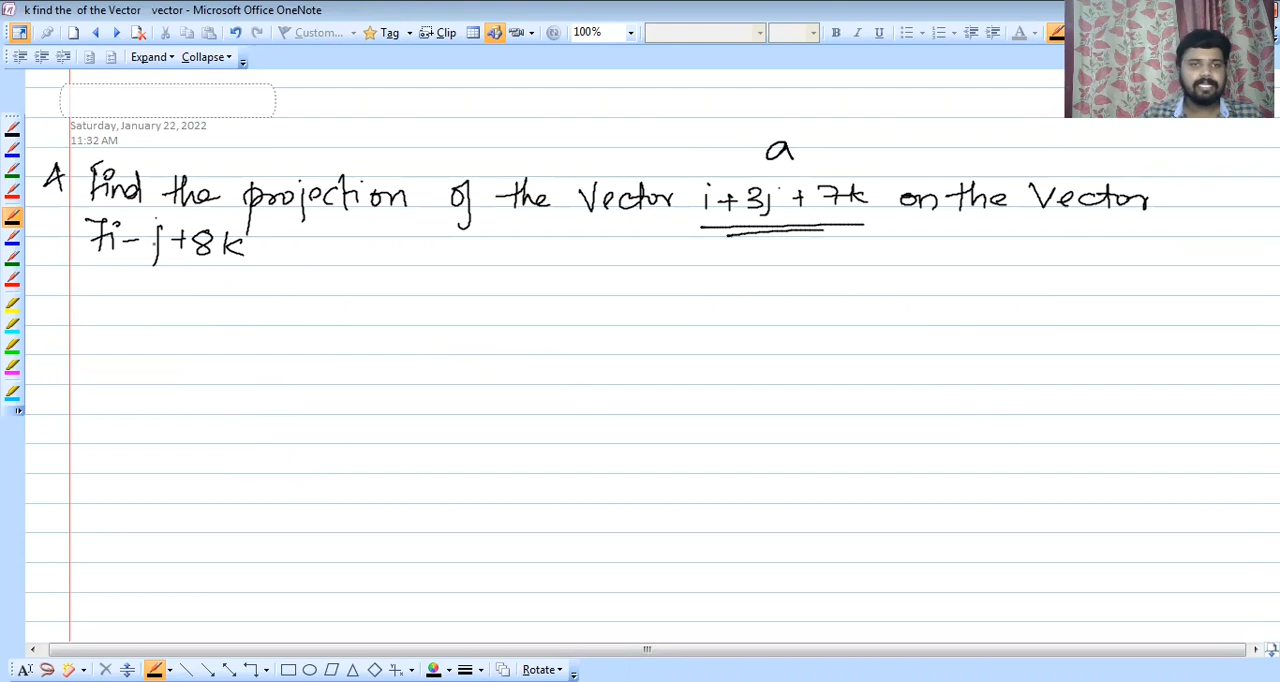 k find the  of the Vector   vector - Microsoft Office OneNote
Custom... Tag Clip 100% B I U A
Expand Collapse
Saturday, January 22, 2022
11:32 AM
a
4 Find the projection of the Vector i+3j+7k on the Vector
7i-j+8k
A Rotate